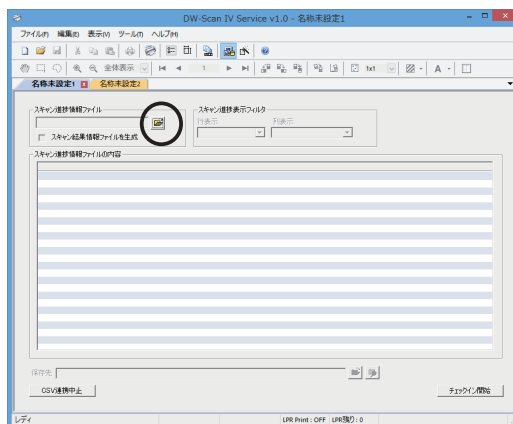 DW-Scan IV Service v1.0 - 名称未設定1
ファイル(F) 編集(E) 表示(V) ツール(T) ヘルプ(H)
全体表示 1 1x1 A
名称未設定1 名称未設定2
スキャン進捗情報ファイル スキャン進捗表示フィルタ
行表示 列表示
スキャン結果情報ファイルを生成
スキャン進捗情報ファイルの内容
保存先
CSV連携中止 チェックイン開始
レディ LPR Print : OFF LPR残り : 0